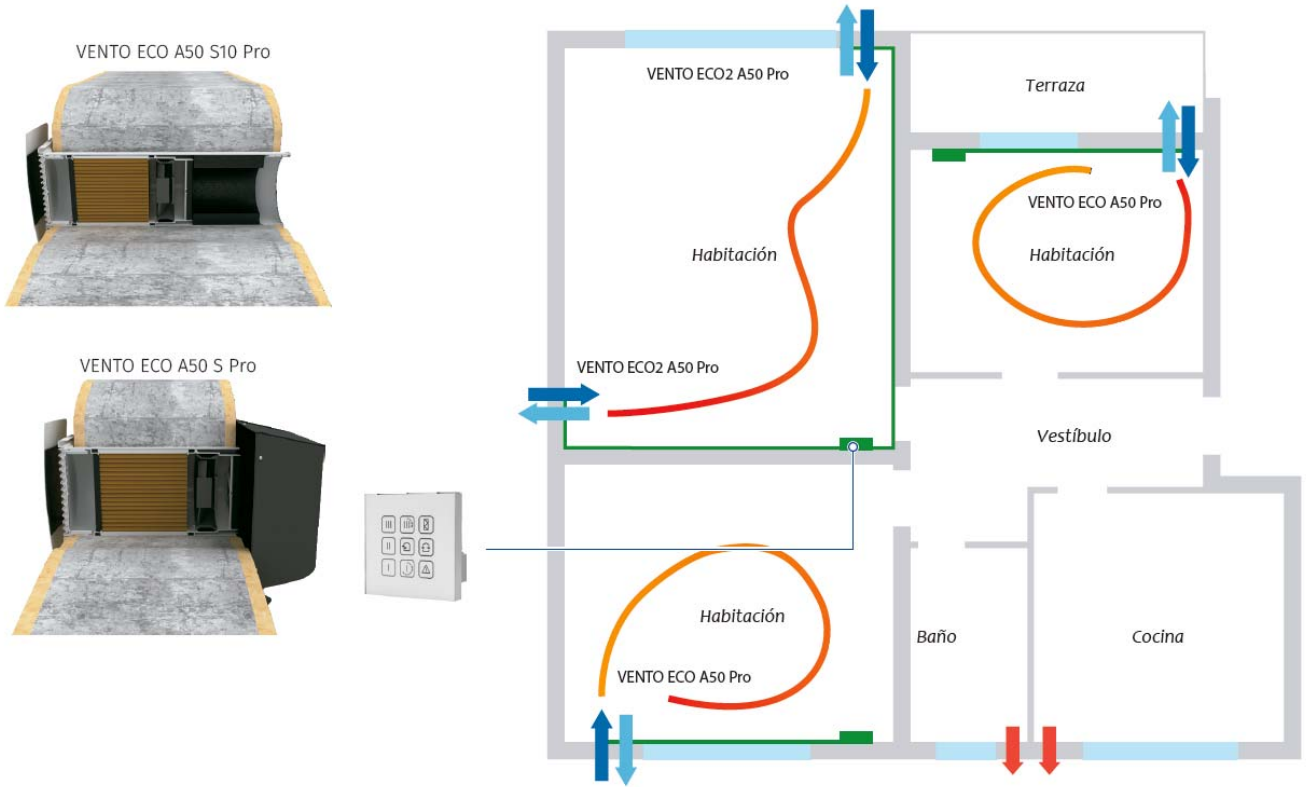 VENTO ECO A50 S10 Pro
VENTO ECO A50 S Pro
VENTO ECO2 A50 Pro
Terraza
VENTO ECO A50 Pro
Habitación
Habitación
VENTO ECO2 A50 Pro
Vestíbulo
Habitación
VENTO ECO A50 Pro
Baño
Cocina